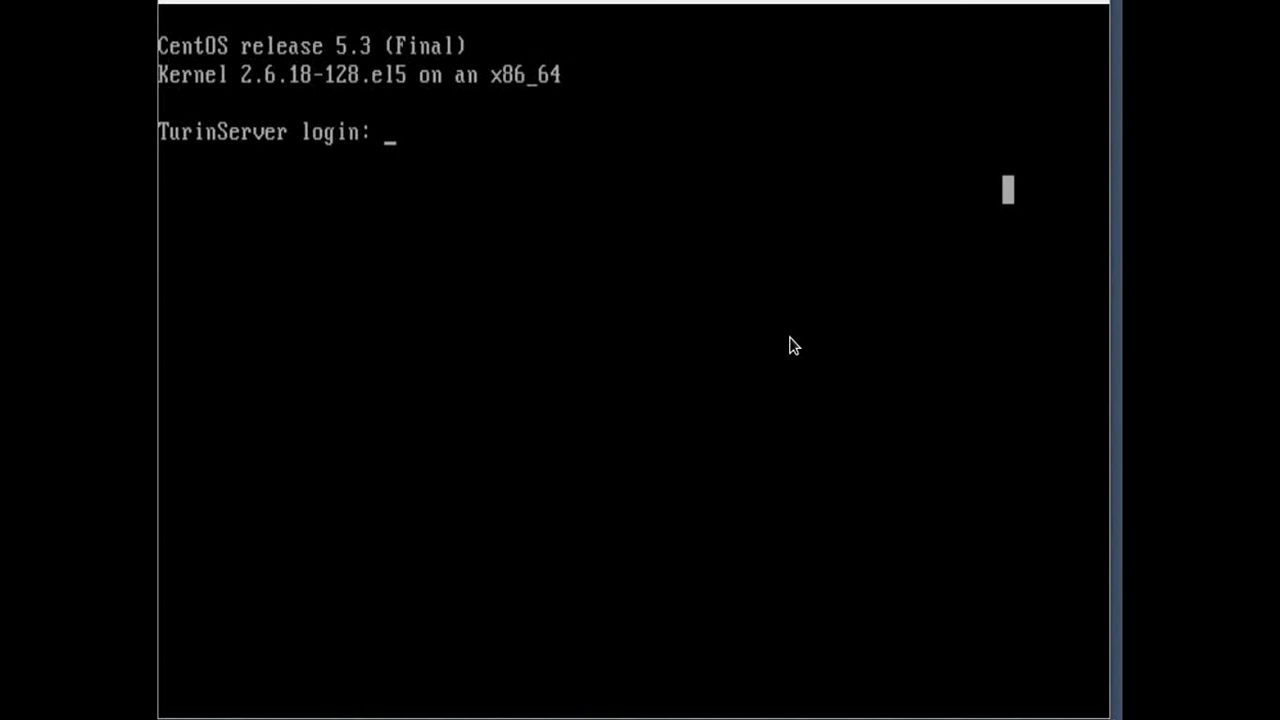 CentOS release 5.3 (Final)
Kernel 2.6.18-128.el5 on an x86_64
TurinServer login: _